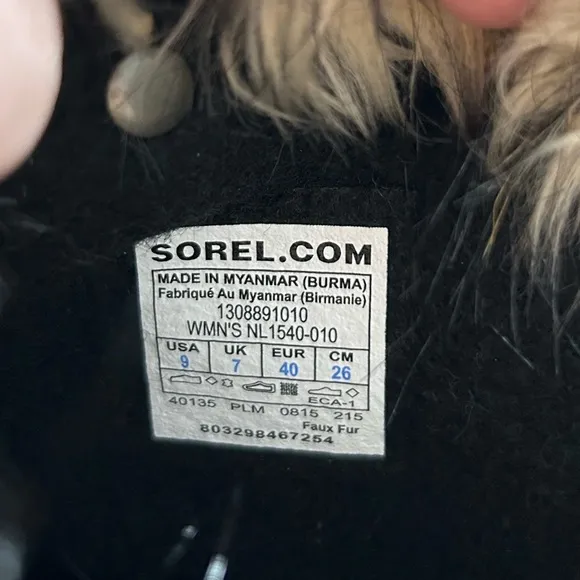 SOREL.COM
MADE IN MYANMAR (BURMA)
Fabriqué Au Myanmar (Birmanie)
1308891010
WMN'S NL1540-010
USA UK EUR CM
9 7 40 26
ECA-1
40135 PLM 0815 215
Faux Fur
803298467254